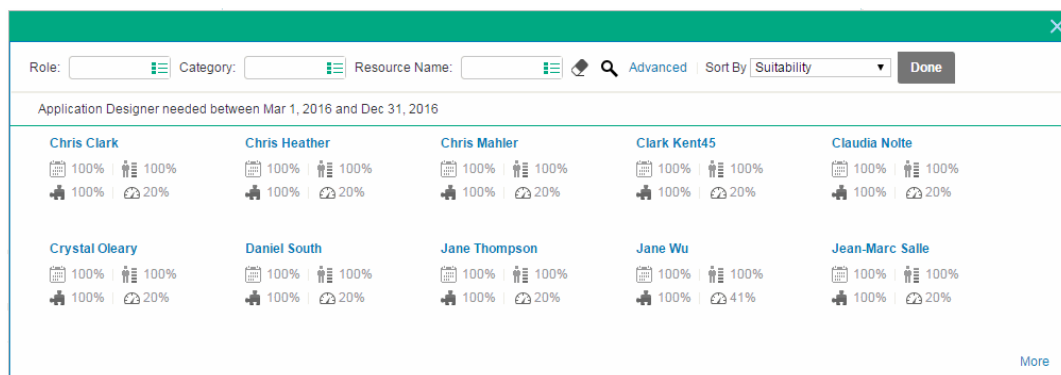 Role: Category: Resource Name: Advanced Sort By Suitability Done
Application Designer needed between Mar 1, 2016 and Dec 31, 2016
Chris Clark Chris Heather Chris Mahler Clark Kent45 Claudia Nolte
100% 100% 100% 100% 100% 100% 100% 100% 100% 100%
100% 20% 100% 20% 100% 20% 100% 20% 100% 20%
Crystal Oleary Daniel South Jane Thompson Jane Wu Jean-Marc Salle
100% 100% 100% 100% 100% 100% 100% 100% 100% 100%
100% 20% 100% 20% 100% 20% 100% 41% 100% 20%
More